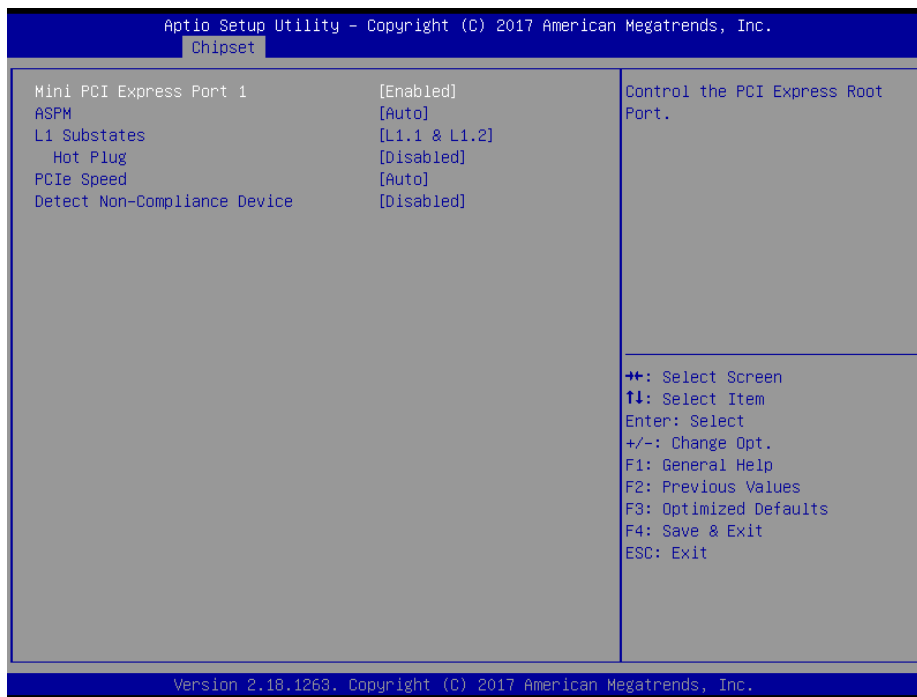 Aptio Setup Utility – Copyright (C) 2017 American Megatrends, Inc.
Chipset
Mini PCI Express Port 1 [Enabled]
ASPM [Auto]
L1 Substates [L1.1 & L1.2]
Hot Plug [Disabled]
PCIe Speed [Auto]
Detect Non-Compliance Device [Disabled]
Control the PCI Express Root
Port.
→←: Select Screen
↑↓: Select Item
Enter: Select
+/-: Change Opt.
F1: General Help
F2: Previous Values
F3: Optimized Defaults
F4: Save & Exit
ESC: Exit
Version 2.18.1263. Copyright (C) 2017 American Megatrends, Inc.